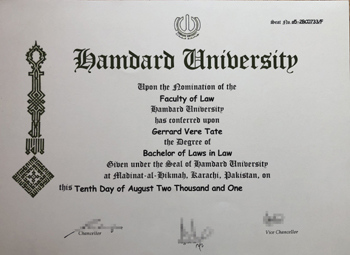 Hamdard University
Upon the Nomination of the
Faculty of Law
Hamdard University
has conferred upon
Gerrard Vere Tate
the Degree of
Bachelor of Laws in Law
Given under the Seal of Hamdard University
at Madinat-al-Hikmah, Karachi, Pakistan, on
this Tenth Day of August Two Thousand and One
Chancellor
Vice Chancellor